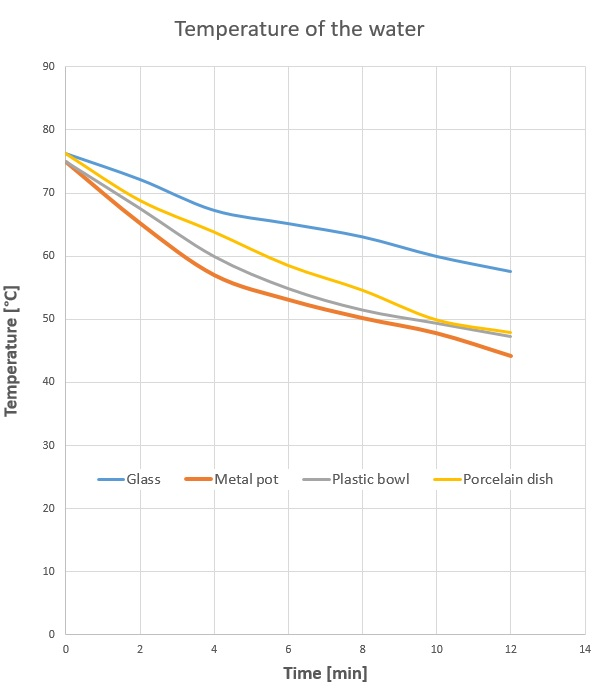 Temperature of the water
90
80
70
60
50
40
30
20
10
0
Temperature [°C]
Glass Metal pot Plastic bowl Porcelain dish
0 2 4 6 8 10 12 14
Time [min]